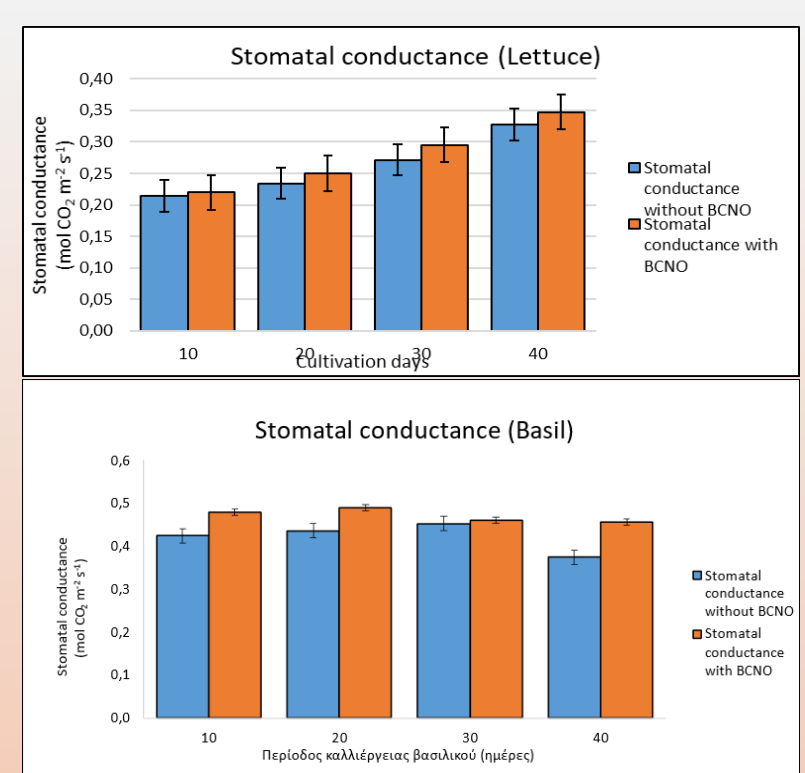 Stomatal conductance (Lettuce)
Stomatal conductance
(mol CO₂ m⁻² s⁻¹)
0,40
0,35
0,30
0,25
0,20
0,15
0,10
0,05
0,00
10 20 30 40
Cultivation days
Stomatal
conductance
without BCNO
Stomatal
conductance with
BCNO
Stomatal conductance (Basil)
Stomatal conductance
(mol CO₂ m⁻² s⁻¹)
0,6
0,5
0,4
0,3
0,2
0,1
0,0
10 20 30 40
Περίοδος καλλιέργειας βασιλικού (ημέρες)
Stomatal
conductance
without BCNO
Stomatal
conductance
with BCNO